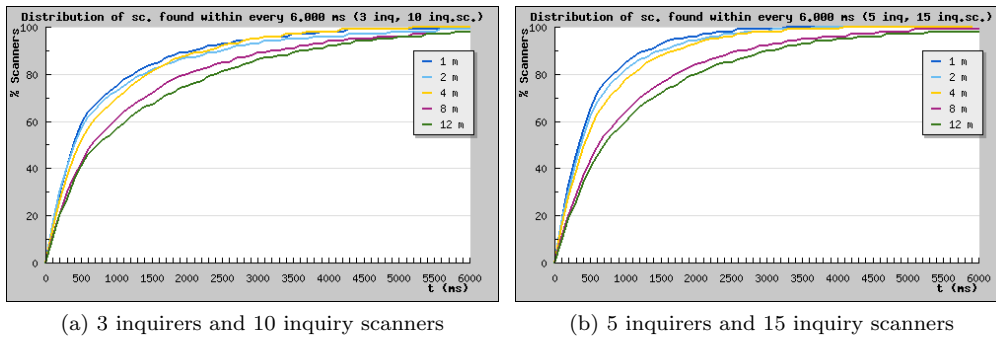 Distribution of sc. found within every 6.000 ms (3 inq, 10 inq.sc.)
% Scanners
100
80
60
40
20
0
0 500 1000 1500 2000 2500 3000 3500 4000 4500 5000 5500 6000
t (ms)
1 m
2 m
4 m
8 m
12 m
(a) 3 inquirers and 10 inquiry scanners
Distribution of sc. found within every 6.000 ms (5 inq, 15 inq.sc.)
% Scanners
100
80
60
40
20
0
0 500 1000 1500 2000 2500 3000 3500 4000 4500 5000 5500 6000
t (ms)
1 m
2 m
4 m
8 m
12 m
(b) 5 inquirers and 15 inquiry scanners